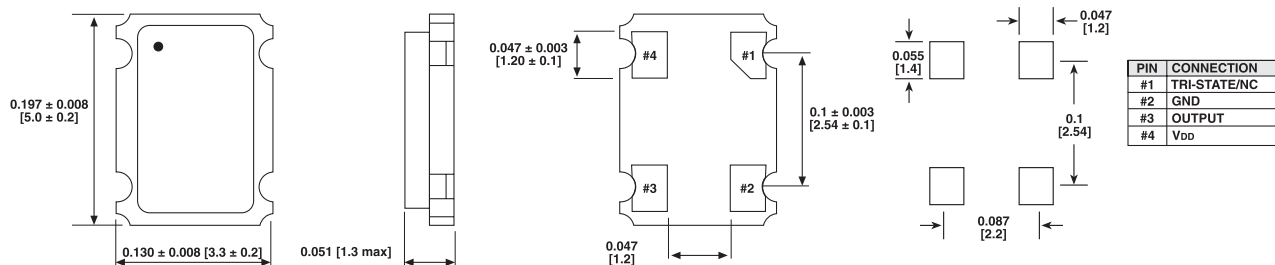 0.197 ± 0.008
[5.0 ± 0.2]
0.130 ± 0.008 [3.3 ± 0.2]
0.051 [1.3 max]
0.047 ± 0.003
[1.20 ± 0.1]
#4
#1
#3
#2
0.1 ± 0.003
[2.54 ± 0.1]
0.047
[1.2]
0.047
[1.2]
0.055
[1.4]
0.1
[2.54]
0.087
[2.2]
PIN CONNECTION
#1 TRI-STATE/NC
#2 GND
#3 OUTPUT
#4 VDD